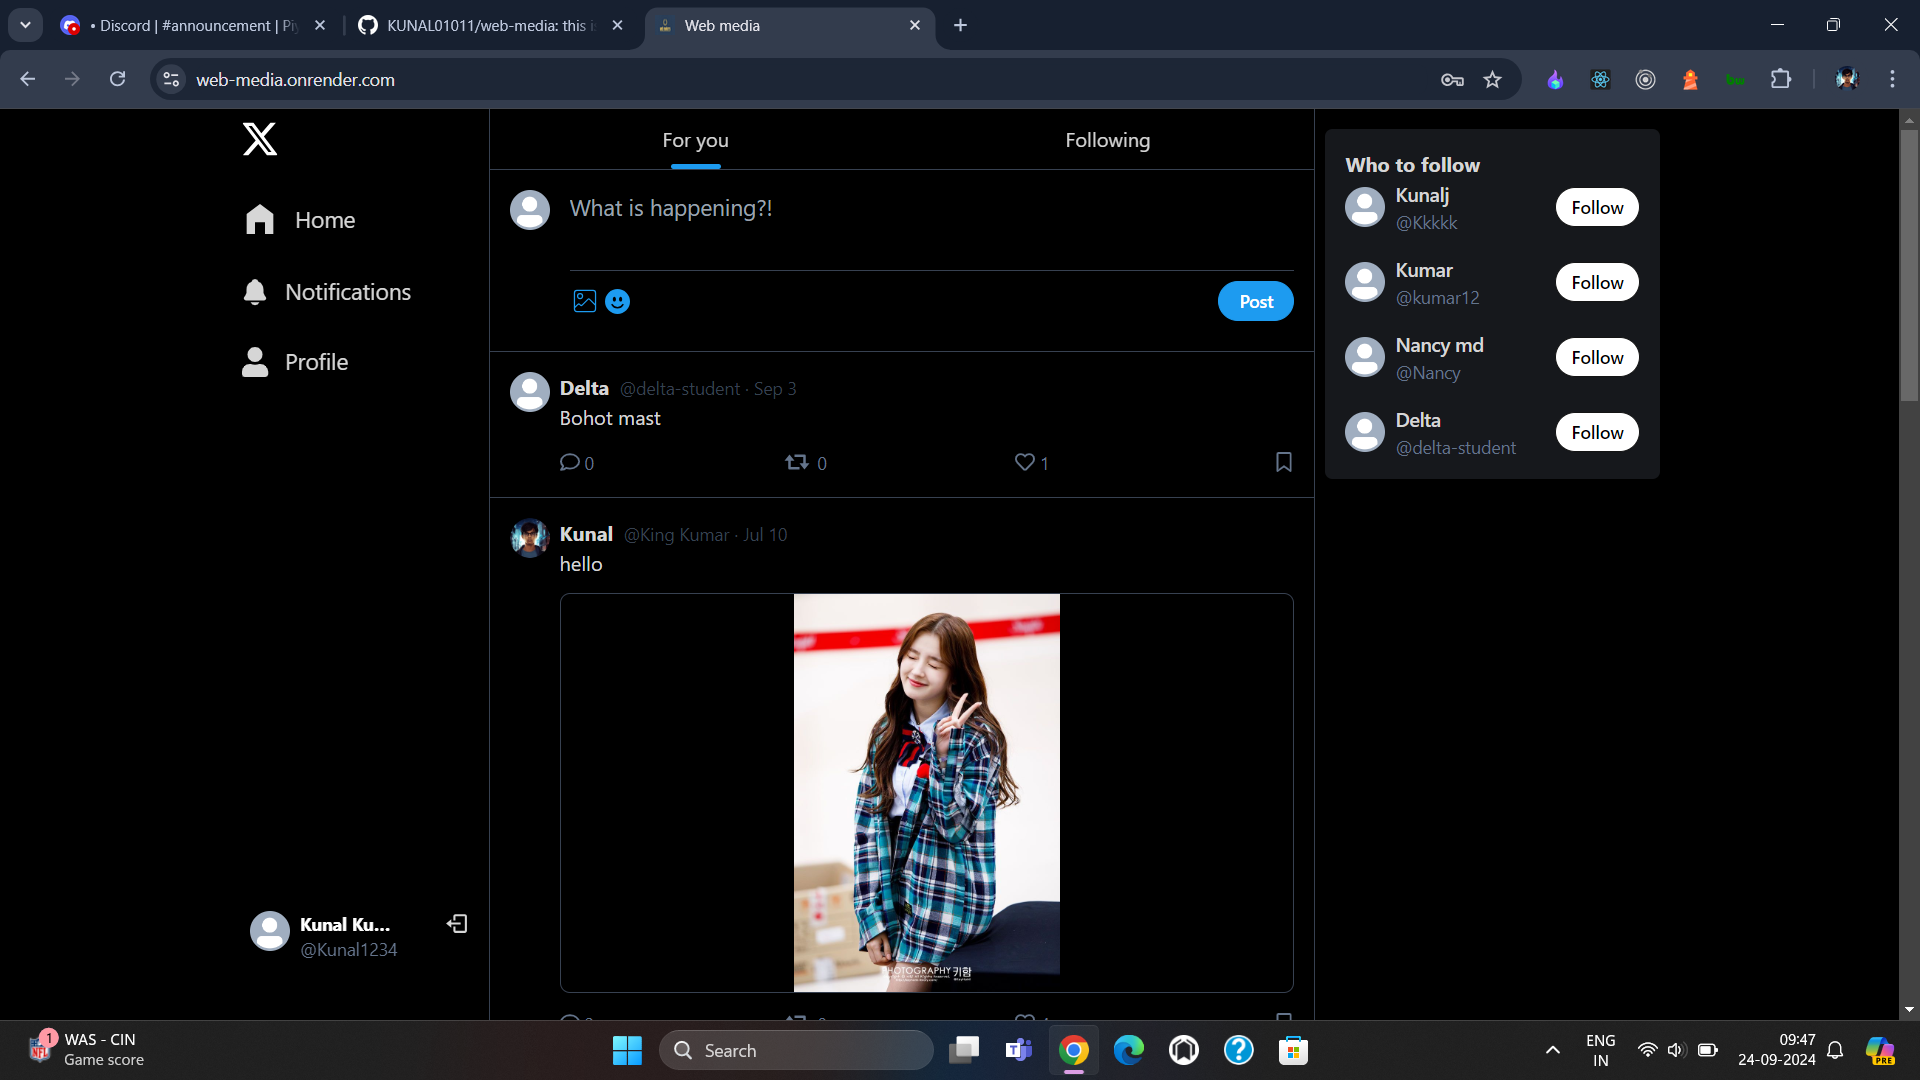 • Discord | #announcement | Piy
KUNAL01011/web-media: this i
Web media
web-media.onrender.com
For you
Following
Home
Notifications
Profile
What is happening?!
Post
Delta @delta-student · Sep 3
Bohot mast
0
0
1
Kunal @King Kumar · Jul 10
hello
PHOTOGRAPHY 키함
Who to follow
Kunalj
@Kkkkk
Follow
Kumar
@kumar12
Follow
Nancy md
@Nancy
Follow
Delta
@delta-student
Follow
Kunal Ku...
@Kunal1234
1
NFL
WAS - CIN
Game score
Search
ENG
IN
09:47
24-09-2024
PRE